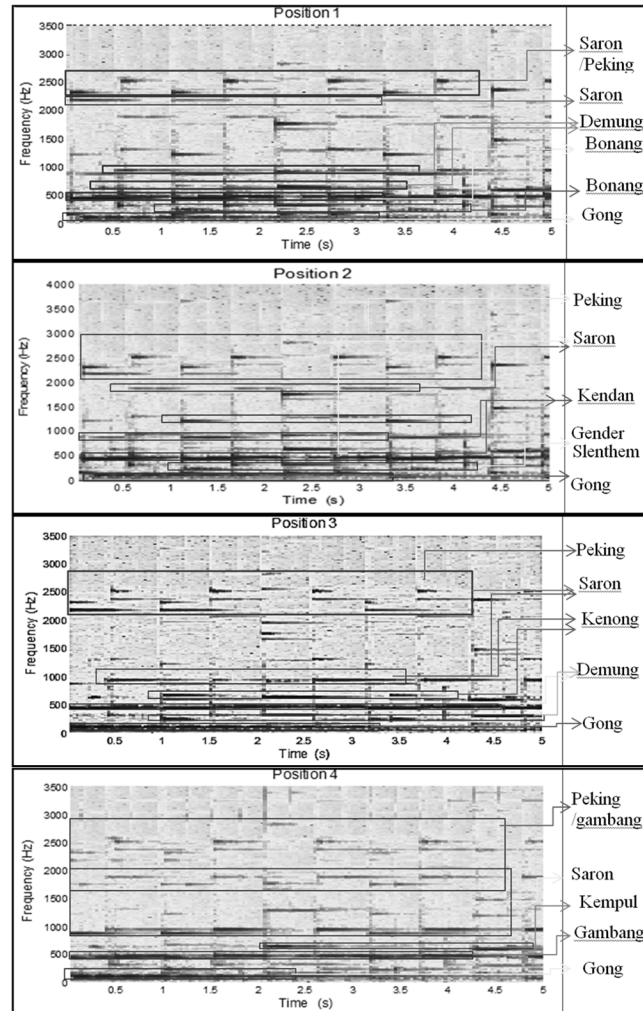 Position 1
3500
3000
2500
2000
1500
1000
500
0
Frequency (Hz)
0.5 1 1.5 2 2.5 3 3.5 4 4.5 5
Time (s)
Saron
/Peking
Saron
Demung
Bonang
Bonang
Gong
Position 2
4000
3500
3000
2500
2000
1500
1000
500
0
Frequency (Hz)
0.5 1 1.5 2 2.5 3 3.5 4 4.5 5
Time (s)
Peking
Saron
Kendan
Gender
Slenthem
Gong
Position 3
3500
3000
2500
2000
1500
1000
500
0
Frequency (Hz)
0.5 1 1.5 2 2.5 3 3.5 4 4.5 5
Time (s)
Peking
Saron
Kenong
Demung
Gong
Position 4
3500
3000
2500
2000
1500
1000
500
0
Frequency (Hz)
0.5 1 1.5 2 2.5 3 3.5 4 4.5 5
Time (s)
Peking
/gambang
Saron
Kempul
Gambang
Gong